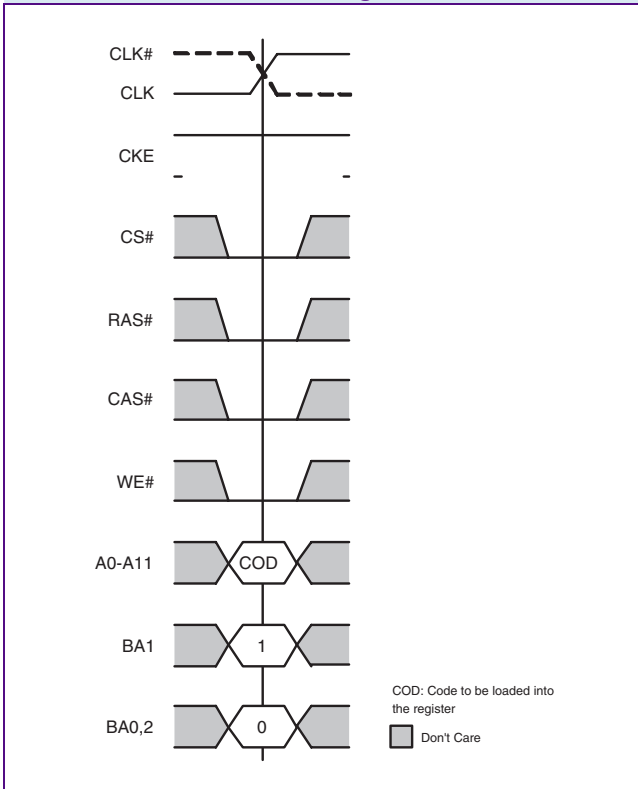 CLK#
CLK
CKE
CS#
RAS#
CAS#
WE#
A0-A11
COD
BA1
1
BA0,2
0
COD: Code to be loaded into
the register
Don't Care